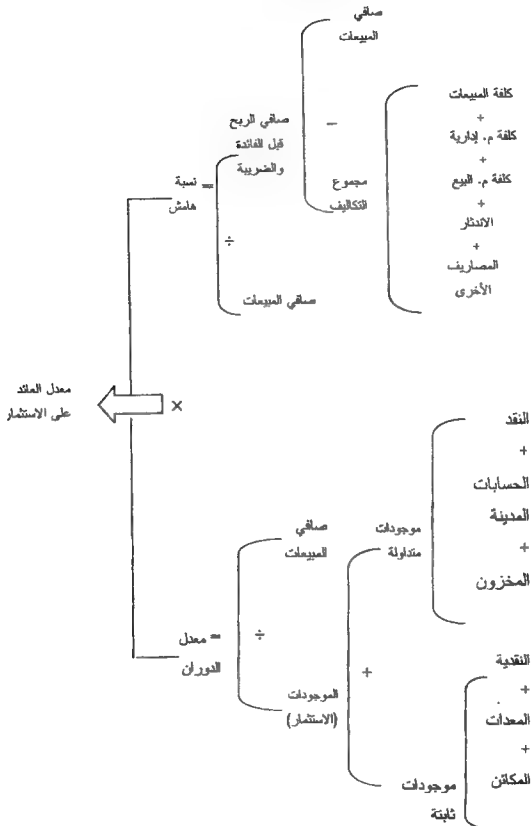 صافي
المبيعات
-
صافي الربح
قبل الفائدة
والضريبة
مجموع
التكاليف
كلفة المبيعات
+
كلفة م. إدارية
+
كلفة م. البيع
+
الاندثار
+
المصاريف
الأخرى
= نسبة
هامش
÷
صافي المبيعات
معدل العائد
على الاستثمار
×
النقد
+
الحسابات
المدينة
+
المخزون
موجودات
متداولة
صافي
المبيعات
= معدل
الدوران
÷
الموجودات
(الاستثمار)
+
موجودات
ثابتة
النقدية
+
المعدات
+
المكائن